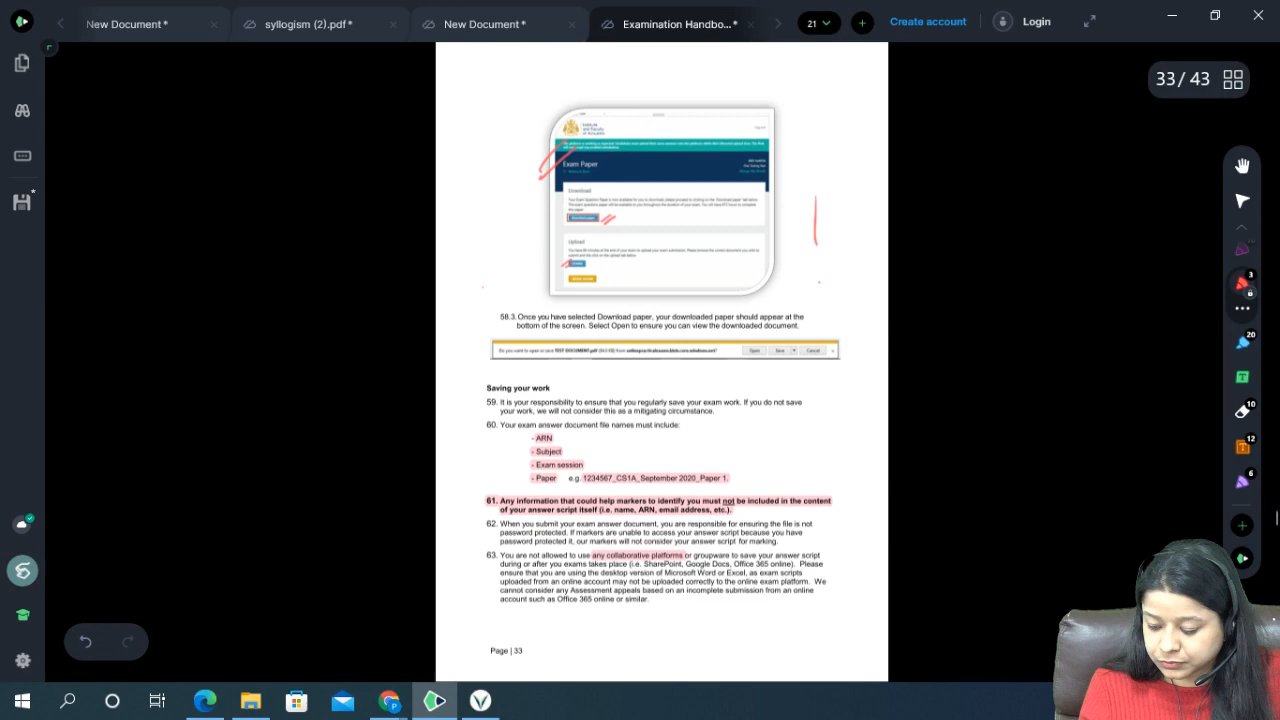 New Document *
syllogism (2).pdf *
New Document *
Examination Handbo... *
21
Create account
Login
33 / 43
Institute
and Faculty
of Actuaries
Exam Paper
Download
Upload
58.3. Once you have selected Download paper, your downloaded paper should appear at the
bottom of the screen. Select Open to ensure you can view the downloaded document.
Open Save Cancel
Saving your work
59. It is your responsibility to ensure that you regularly save your exam work. If you do not save
your work, we will not consider this as a mitigating circumstance.
60. Your exam answer document file names must include:
- ARN
- Subject
- Exam session
- Paper e.g. 1234567_CS1A_September 2020_Paper 1.
61. Any information that could help markers to identify you must not be included in the content
of your answer script itself (i.e. name, ARN, email address, etc.).
62. When you submit your exam answer document, you are responsible for ensuring the file is not
password protected. If markers are unable to access your answer script because you have
password protected it, our markers will not consider your answer script for marking.
63. You are not allowed to use any collaborative platforms or groupware to save your answer script
during or after you exams takes place (i.e. SharePoint, Google Docs, Office 365 online). Please
ensure that you are using the desktop version of Microsoft Word or Excel, as exam scripts
uploaded from an online account may not be uploaded correctly to the online exam platform. We
cannot consider any Assessment appeals based on an incomplete submission from an online
account such as Office 365 online or similar.
Page | 33
3
20
10
12
6